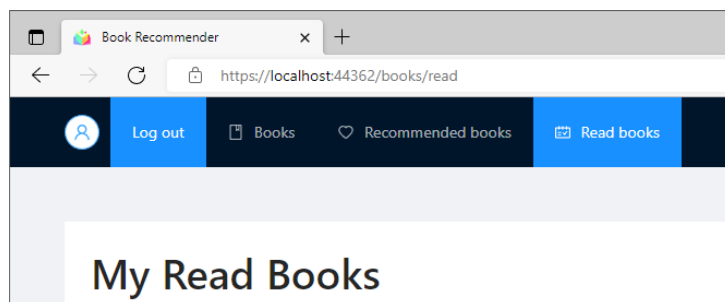 Book Recommender
https://localhost:44362/books/read
Log out Books Recommended books Read books
My Read Books